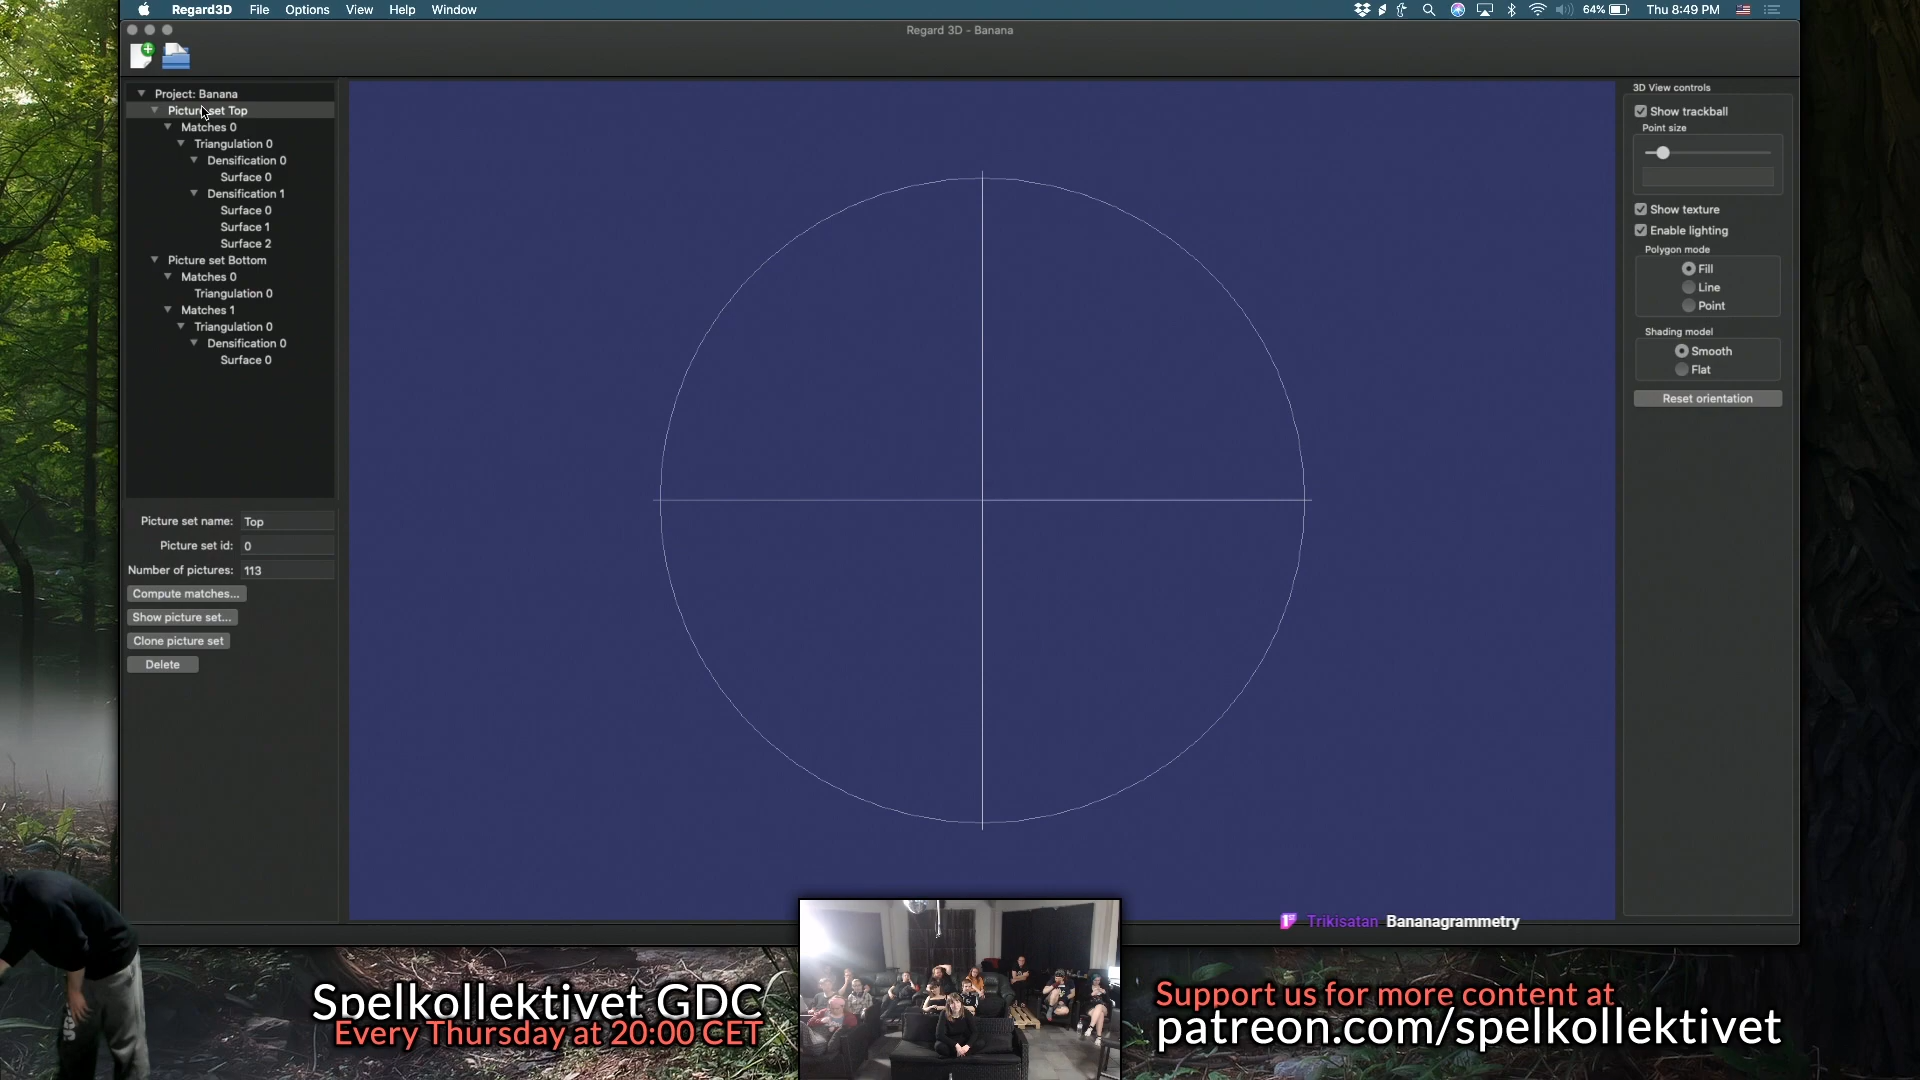 Regard3D File Options View Help Window
64% Thu 8:49 PM
Regard 3D - Banana
Project: Banana
Picture set Top
Matches 0
Triangulation 0
Densification 0
Surface 0
Densification 1
Surface 0
Surface 1
Surface 2
Picture set Bottom
Matches 0
Triangulation 0
Matches 1
Triangulation 0
Densification 0
Surface 0
Picture set name: Top
Picture set id: 0
Number of pictures: 113
Compute matches...
Show picture set...
Clone picture set
Delete
3D View controls
Show trackball
Point size
Show texture
Enable lighting
Polygon mode
Fill
Line
Point
Shading model
Smooth
Flat
Reset orientation
Trikisatan Bananagrammetry
Spelkollektivet GDC
Every Thursday at 20:00 CET
Support us for more content at
patreon.com/spelkollektivet